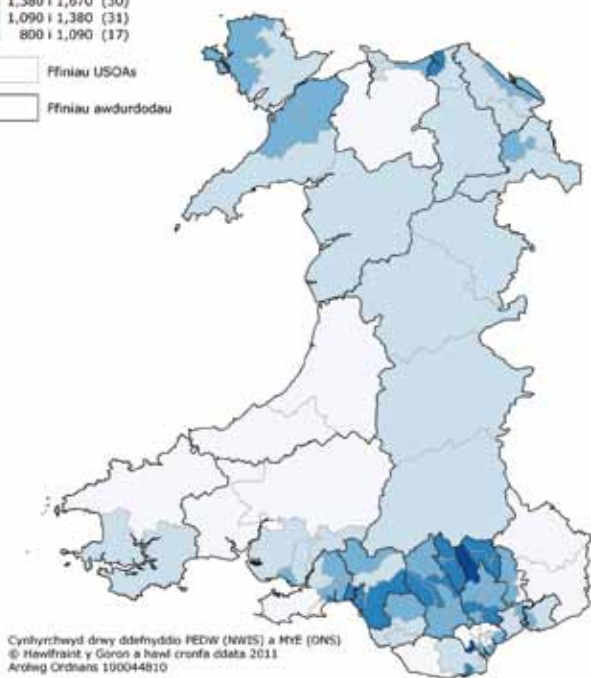 1,380 i 1,670 (30)
1,090 i 1,380 (31)
800 i 1,090 (17)
Ffiniau USOAs
Ffiniau awdurdodau
Cynhyrchwyd drwy ddefnyddio PEDW (NWIS) a MYE (ONS)
© Hawlfraint y Goron a hawl cronfa ddata 2011
Arolwg Ordnans 100044810